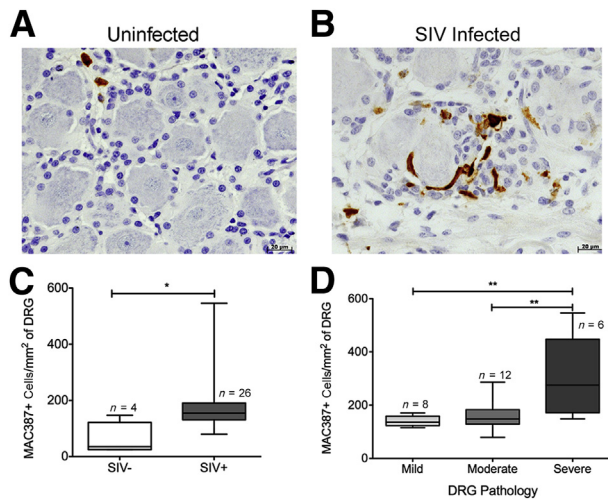 A
Uninfected
B
SIV Infected
20 µm
20 µm
C
MAC387+ Cells/mm² of DRG
600
400
200
0
*
n = 4
n = 26
SIV-
SIV+
D
MAC387+ Cells/mm² of DRG
600
400
200
0
**
**
n = 8
n = 12
n = 6
Mild
Moderate
Severe
DRG Pathology